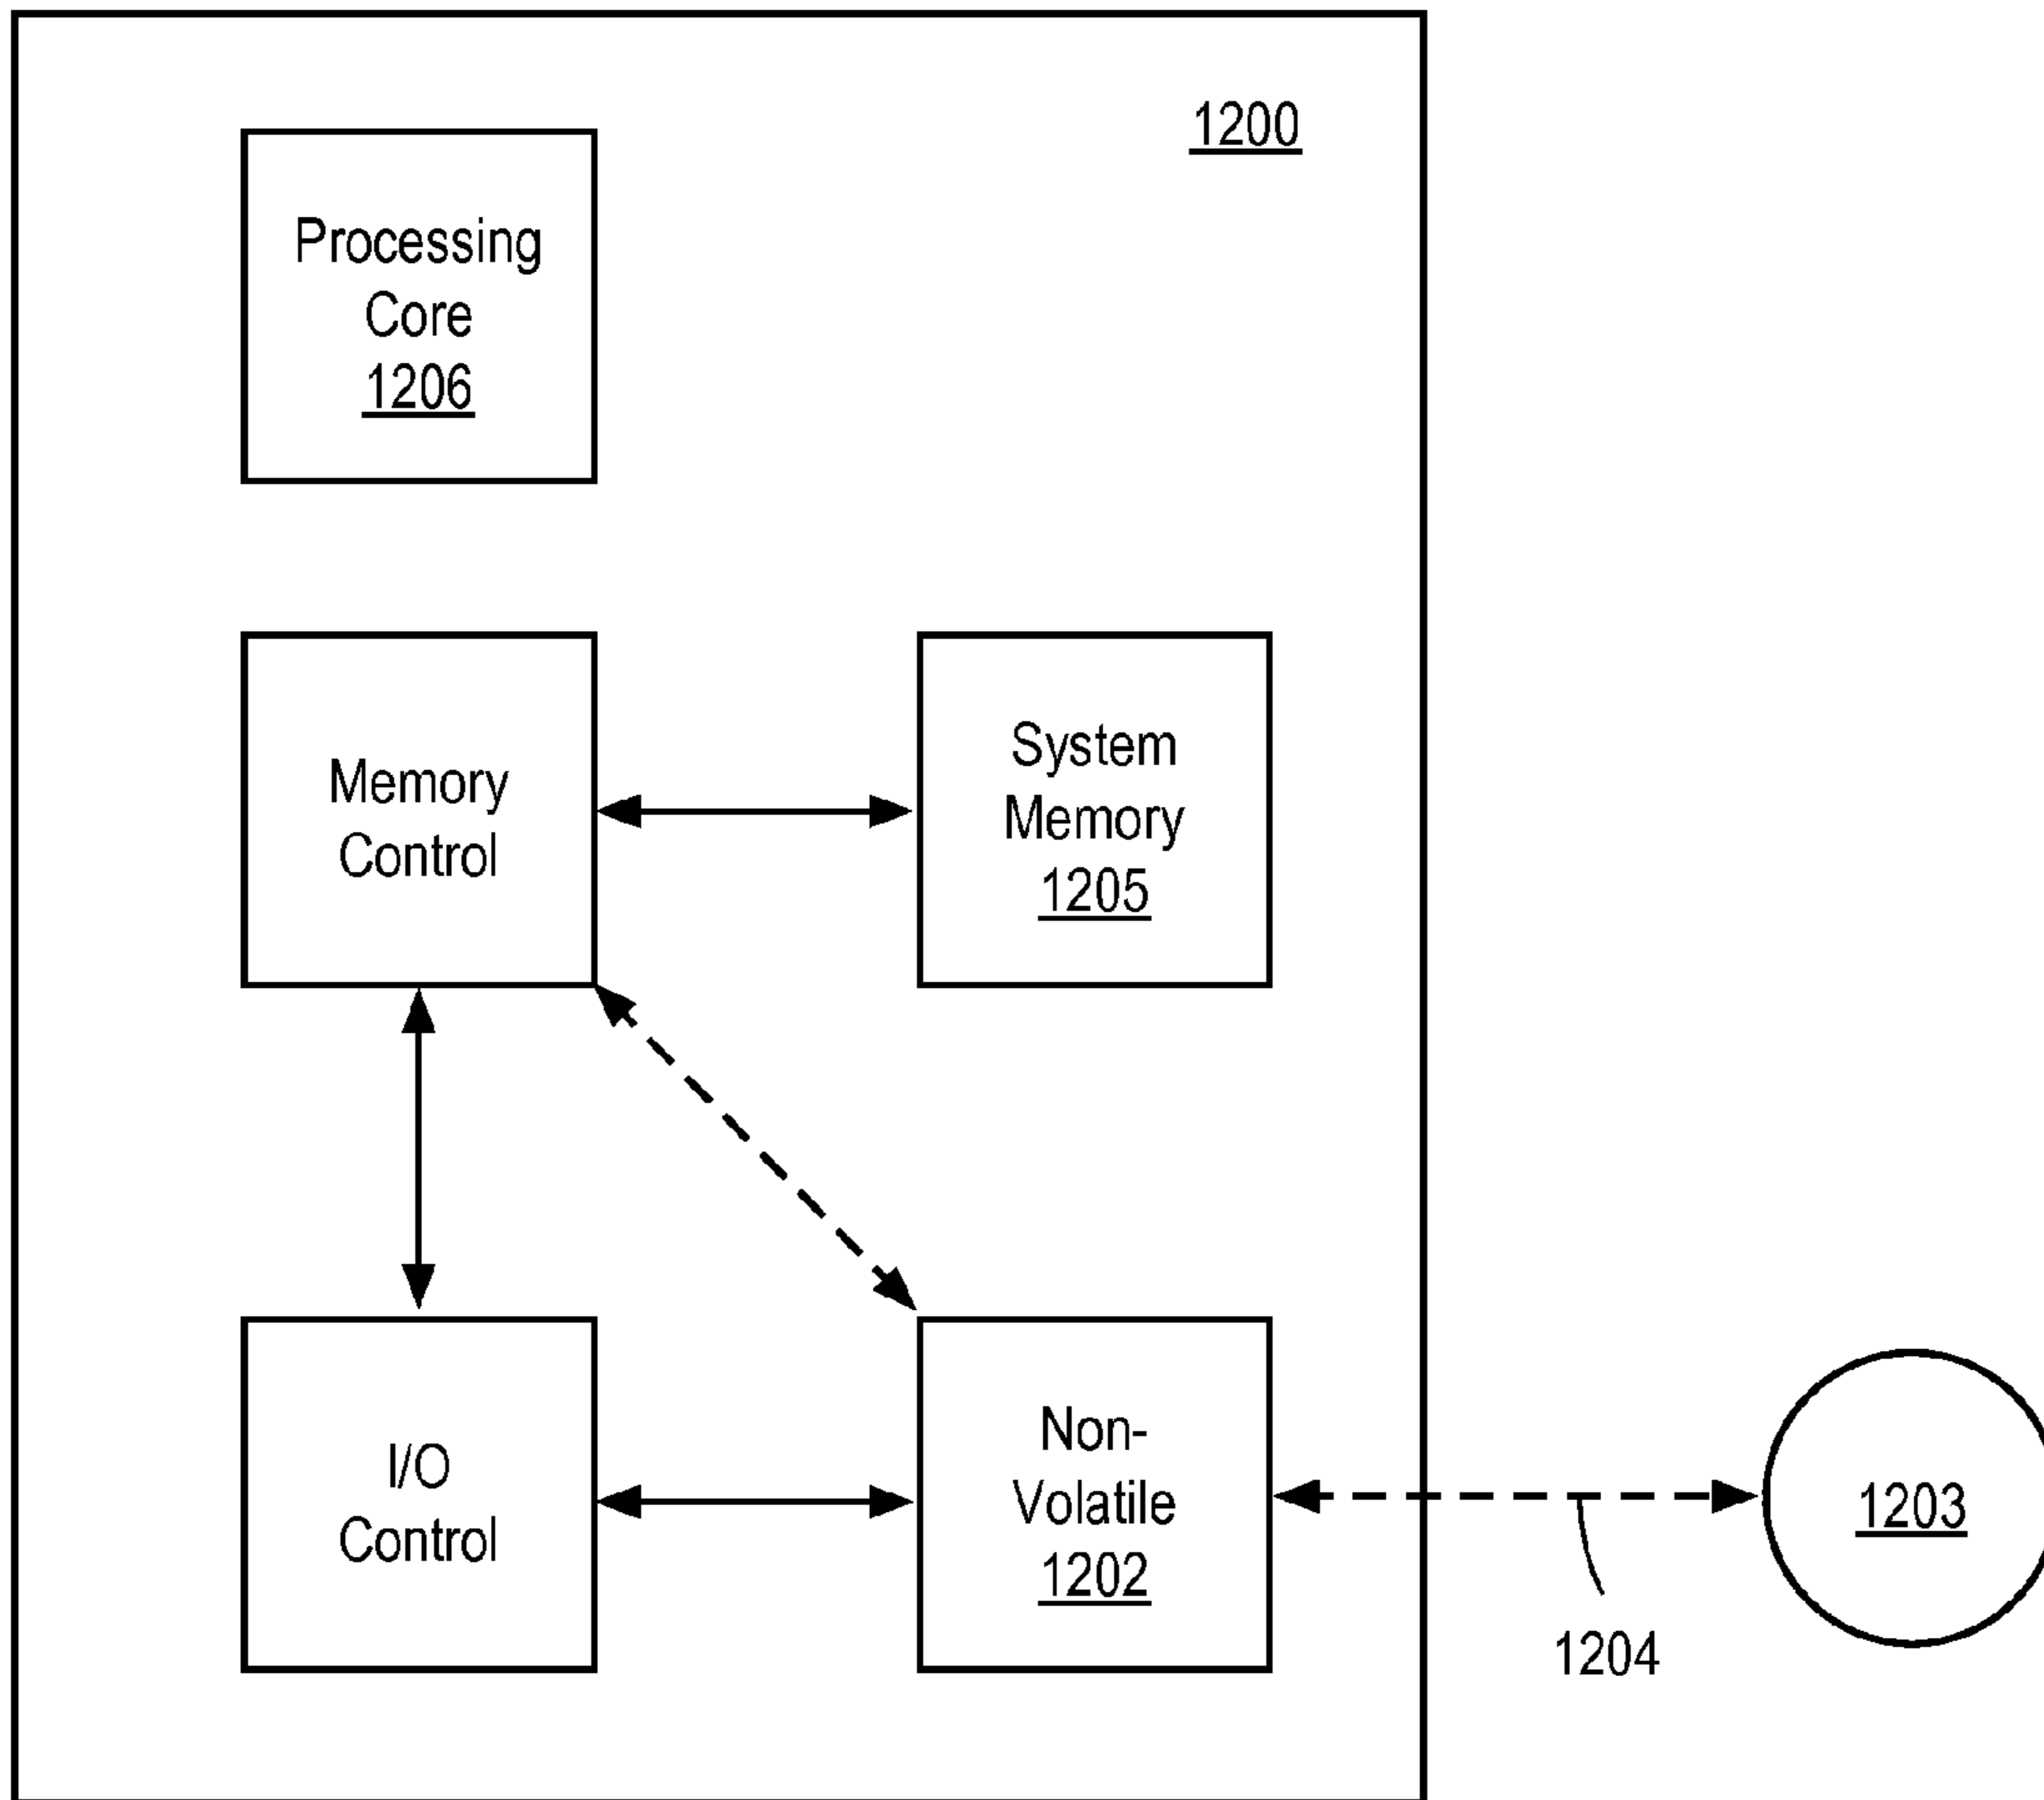 1200
Processing
Core
1206
Memory
Control
System
Memory
1205
I/O
Control
Non-
Volatile
1202
1203
1204